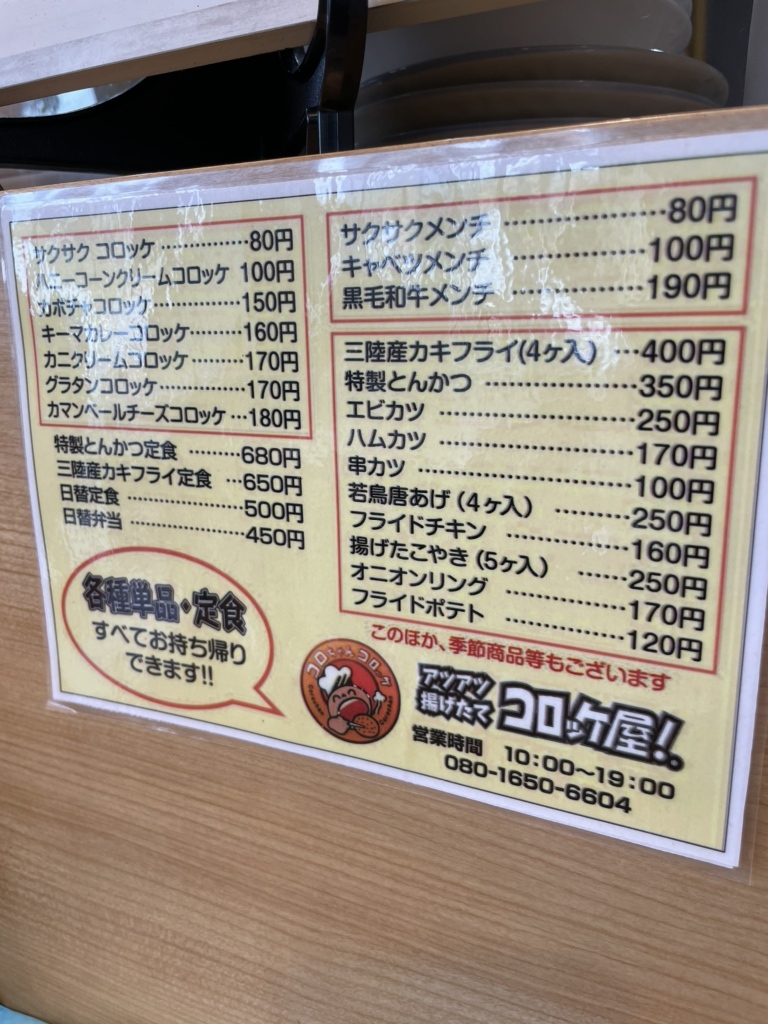 サクサク コロッケ ……………80円
ハニーコーンクリームコロッケ 100円
カボチャコロッケ ……………150円
キーマカレーコロッケ ………160円
カニクリームコロッケ ………170円
グラタンコロッケ ……………170円
カマンベールチーズコロッケ …180円
特製とんかつ定食 ………680円
三陸産カキフライ定食 …650円
日替定食 ………………500円
日替弁当 ………………450円
各種単品・定食
すべてお持ち帰り
できます!!
サクサクメンチ ………………80円
キャベツメンチ ………………100円
黒毛和牛メンチ ………………190円
三陸産カキフライ(4ヶ入) …400円
特製とんかつ ………………350円
エビカツ ……………………250円
ハムカツ ……………………170円
串カツ ………………………100円
若鳥唐あげ(4ヶ入) ………250円
フライドチキン ……………160円
揚げたこやき(5ヶ入) ……250円
オニオンリング ……………170円
フライドポテト ……………120円
このほか、季節商品等もございます
コロちゃんコロッケ
アツアツ
揚げたて
コロッケ屋!!
営業時間 10:00～19:00
080-1650-6604